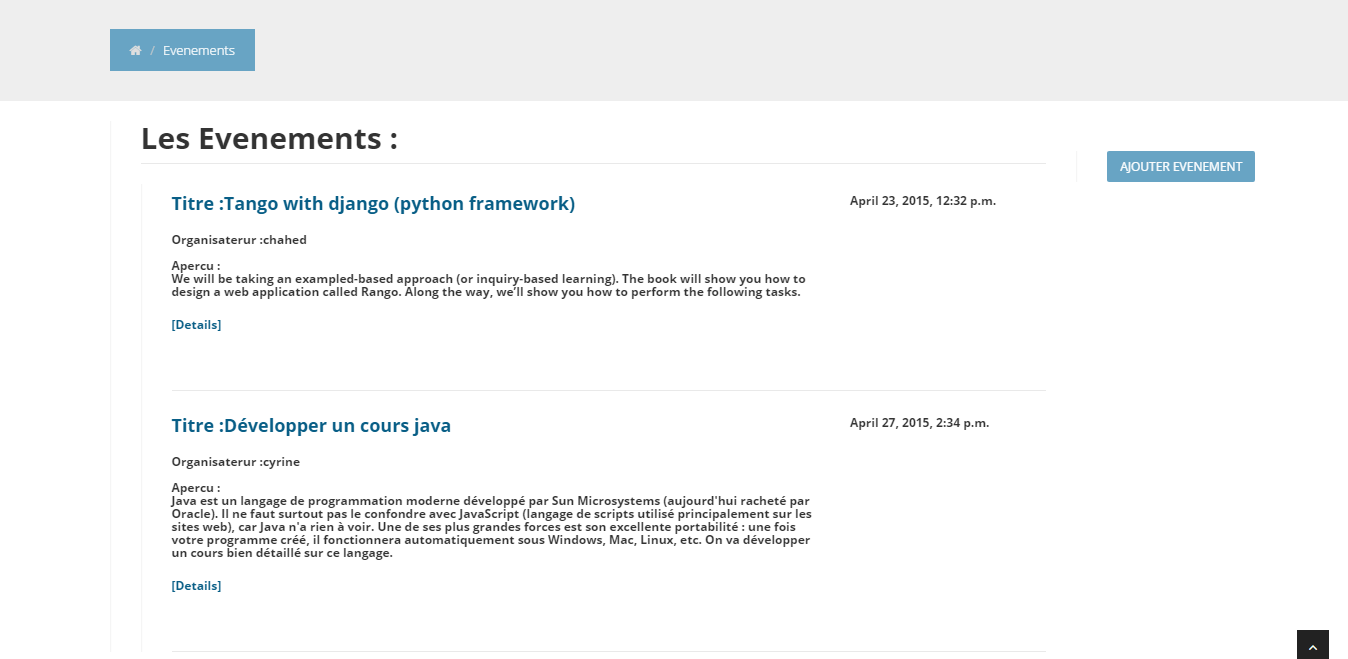 / Evenements
Les Evenements :
AJOUTER EVENEMENT
Titre :Tango with django (python framework)
April 23, 2015, 12:32 p.m.
Organisaterur :chahed
Apercu :
We will be taking an exampled-based approach (or inquiry-based learning). The book will show you how to
design a web application called Rango. Along the way, we’ll show you how to perform the following tasks.
[Details]
Titre :Développer un cours java
April 27, 2015, 2:34 p.m.
Organisaterur :cyrine
Apercu :
Java est un langage de programmation moderne développé par Sun Microsystems (aujourd'hui racheté par
Oracle). Il ne faut surtout pas le confondre avec JavaScript (langage de scripts utilisé principalement sur les
sites web), car Java n'a rien à voir. Une de ses plus grandes forces est son excellente portabilité : une fois
votre programme créé, il fonctionnera automatiquement sous Windows, Mac, Linux, etc. On va développer
un cours bien détaillé sur ce langage.
[Details]